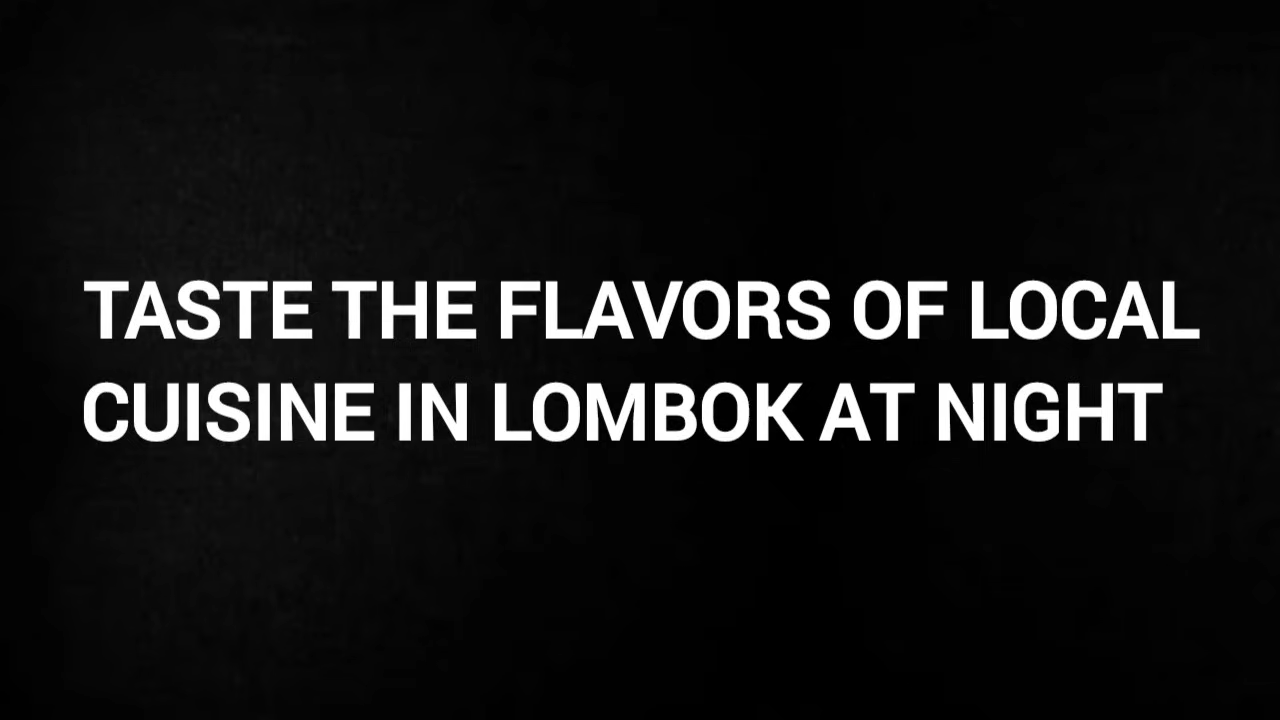 TASTE THE FLAVORS OF LOCAL
CUISINE IN LOMBOK AT NIGHT